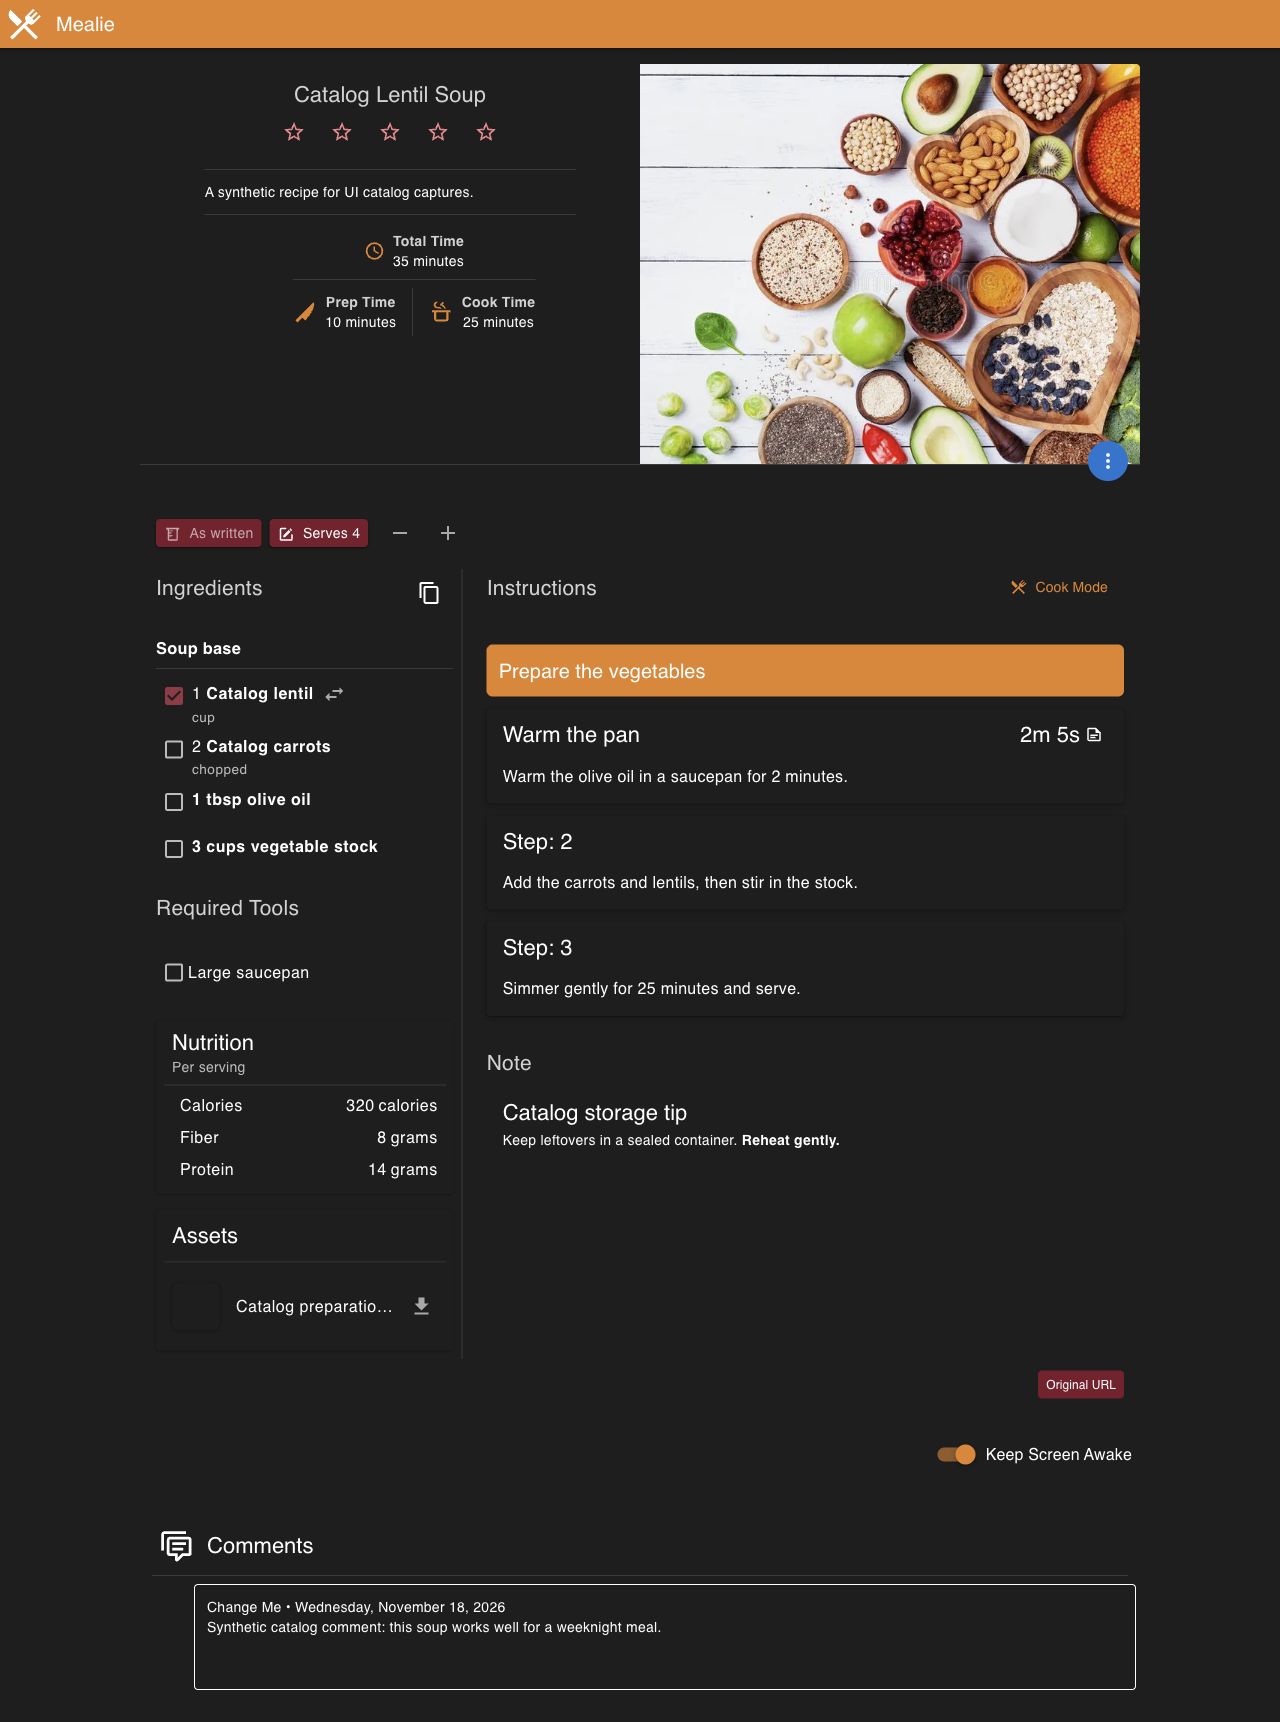 Mealie
Catalog Lentil Soup
A synthetic recipe for UI catalog captures.
Total Time
35 minutes
Prep Time
10 minutes
Cook Time
25 minutes
As written
Serves 4
Ingredients
Soup base
1 Catalog lentil
cup
2 Catalog carrots
chopped
1 tbsp olive oil
3 cups vegetable stock
Required Tools
Large saucepan
Nutrition
Per serving
Calories 320 calories
Fiber 8 grams
Protein 14 grams
Assets
Catalog preparatio...
Instructions
Cook Mode
Prepare the vegetables
Warm the pan 2m 5s
Warm the olive oil in a saucepan for 2 minutes.
Step: 2
Add the carrots and lentils, then stir in the stock.
Step: 3
Simmer gently for 25 minutes and serve.
Note
Catalog storage tip
Keep leftovers in a sealed container. Reheat gently.
Original URL
Keep Screen Awake
Comments
Change Me • Wednesday, November 18, 2026
Synthetic catalog comment: this soup works well for a weeknight meal.